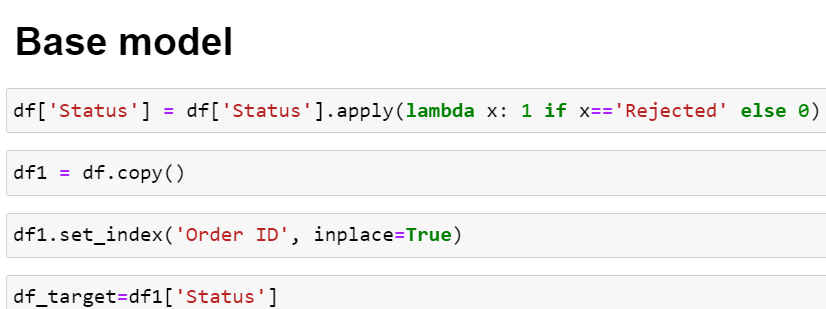 Base model
df['Status'] = df['Status'].apply(lambda x: 1 if x=='Rejected' else 0)
df1 = df.copy()
df1.set_index('Order ID', inplace=True)
df_target=df1['Status']